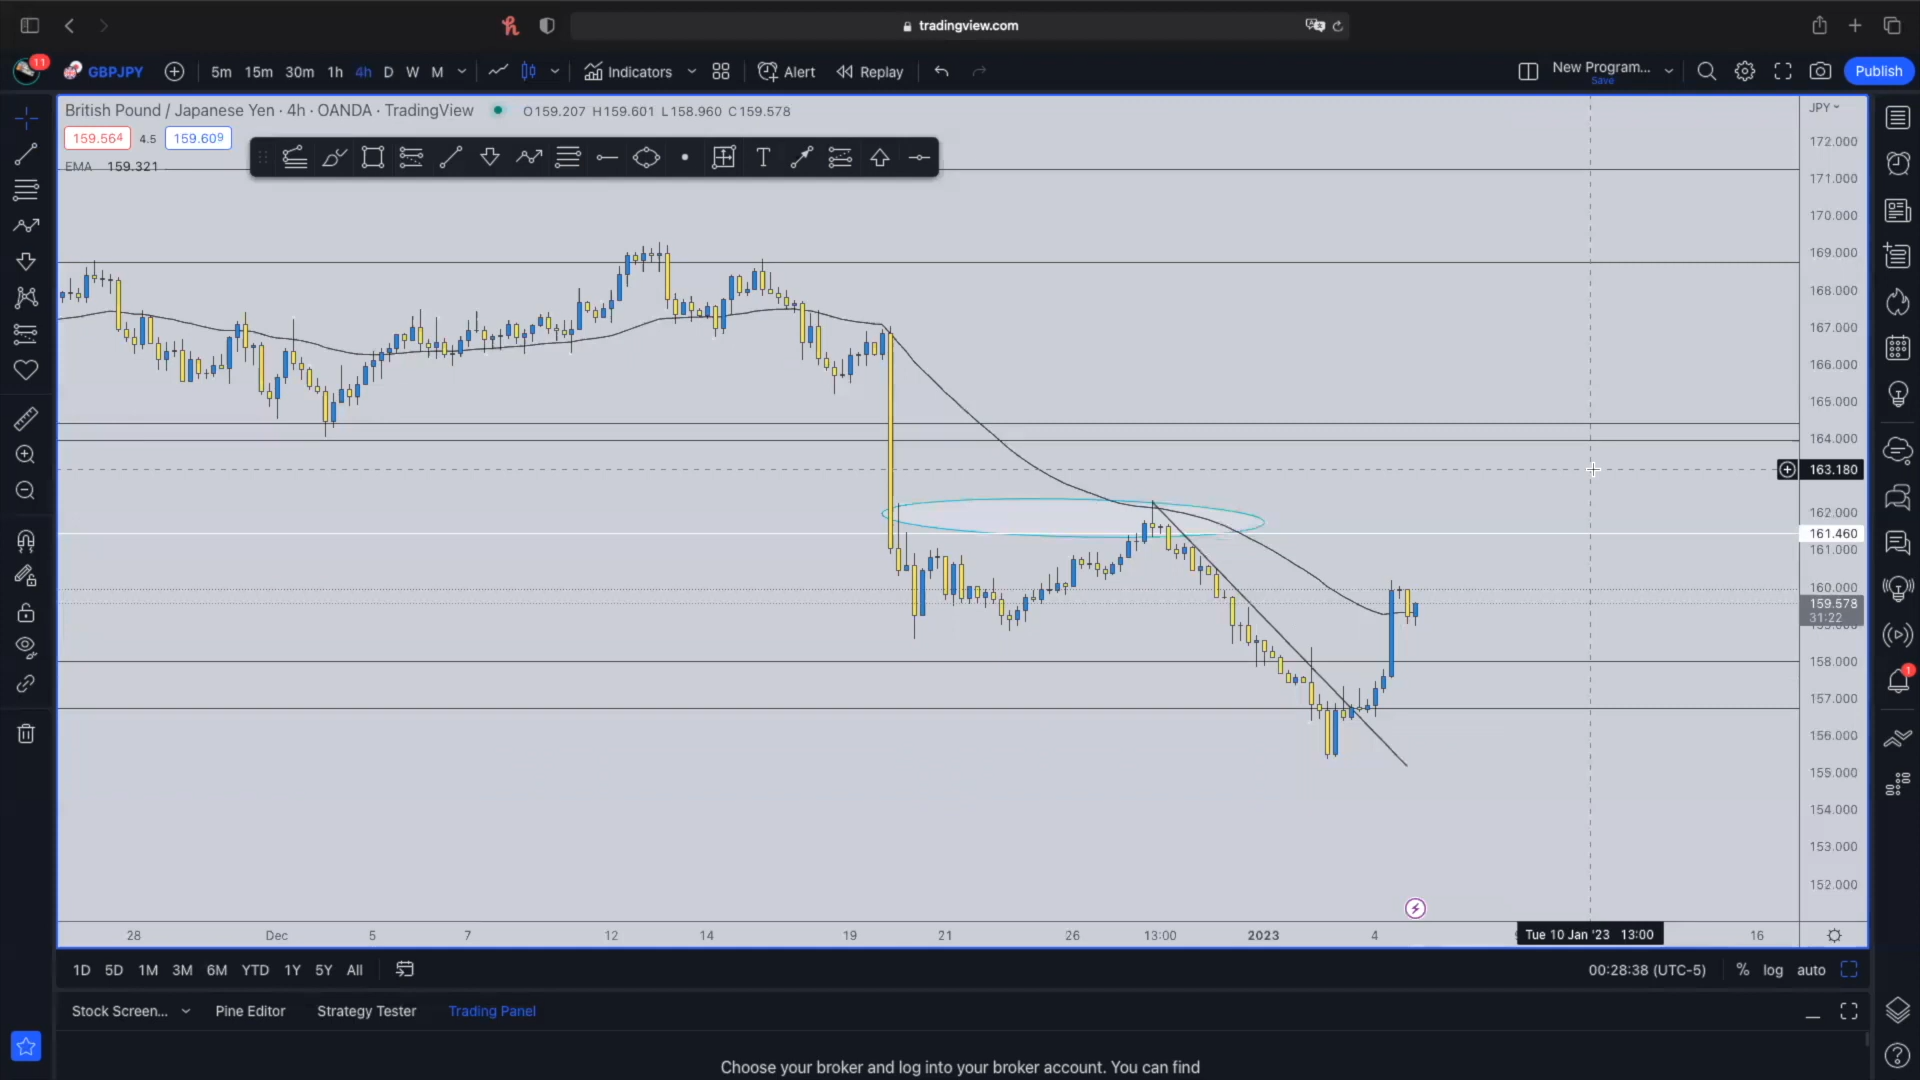 tradingview.com
11
GBPJPY 5m 15m 30m 1h 4h D W M Indicators Alert Replay New Program... Save Publish
British Pound / Japanese Yen · 4h · OANDA · TradingView O159.207 H159.601 L158.960 C159.578
JPY
159.564 4.5 159.609
EMA 159.321
T
172.000
171.000
170.000
169.000
168.000
167.000
166.000
165.000
164.000
163.180
162.000
161.460
161.000
160.000
159.578
31:22
158.000
157.000
156.000
155.000
154.000
153.000
152.000
1
28 Dec 5 7 12 14 19 21 26 13:00 2023 4 Tue 10 Jan '23 13:00 16
1D 5D 1M 3M 6M YTD 1Y 5Y All 00:28:38 (UTC-5) % log auto
Stock Screen... Pine Editor Strategy Tester Trading Panel
Choose your broker and log into your broker account. You can find